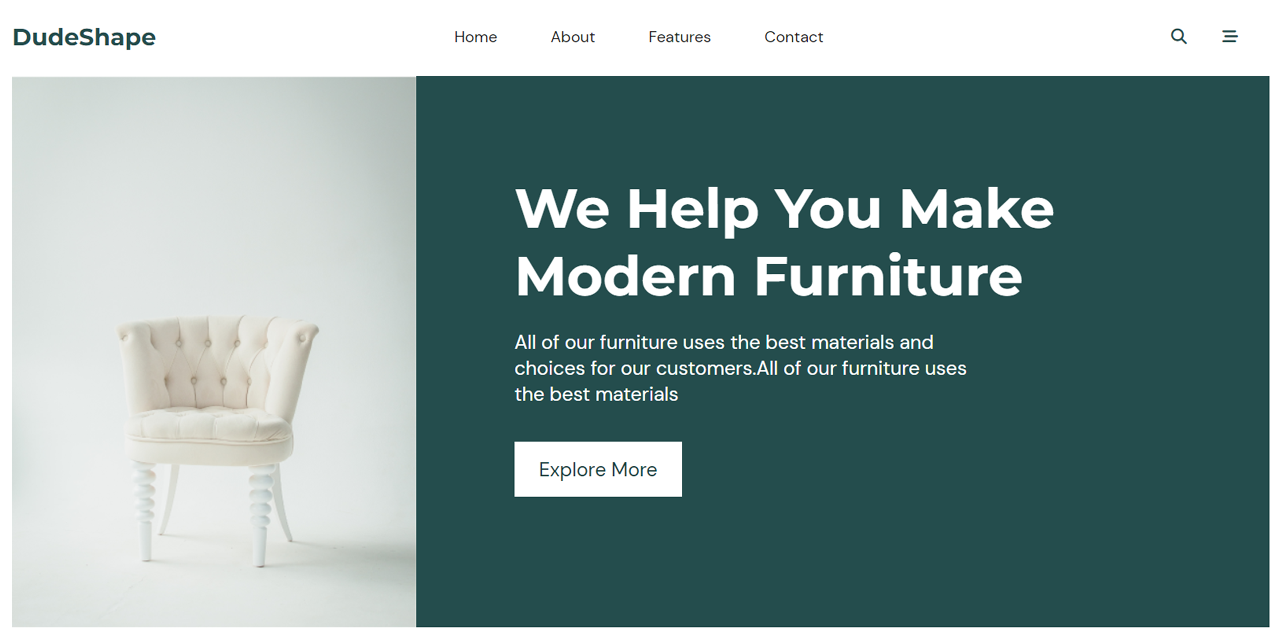 DudeShape
Home
About
Features
Contact
We Help You Make
Modern Furniture
All of our furniture uses the best materials and
choices for our customers.All of our furniture uses
the best materials
Explore More